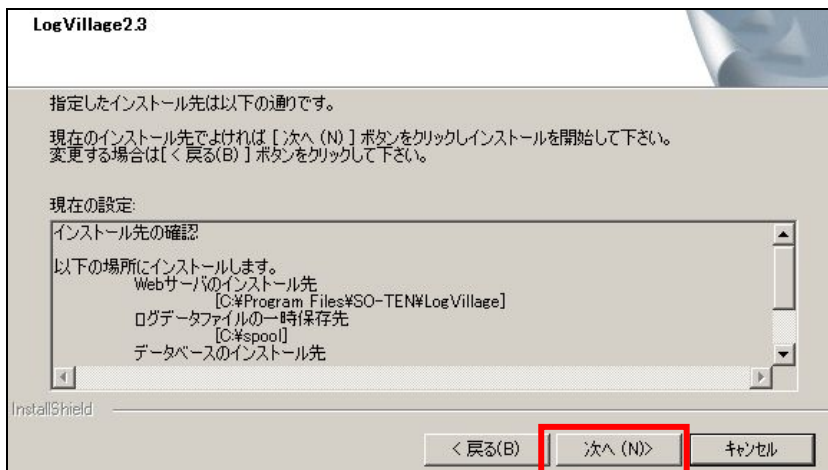 LogVillage2.3
指定したインストール先は以下の通りです。
現在のインストール先でよければ [ 次へ (N) ] ボタンをクリックしインストールを開始して下さい。
変更する場合は[ < 戻る(B) ] ボタンをクリックして下さい。
現在の設定:
インストール先の確認
以下の場所にインストールします。
Webサーバのインストール先
[C:¥Program Files¥SO-TEN¥LogVillage]
ログデータファイルの一時保存先
[C:¥spool]
データベースのインストール先
InstallShield
< 戻る(B)
次へ (N)>
キャンセル